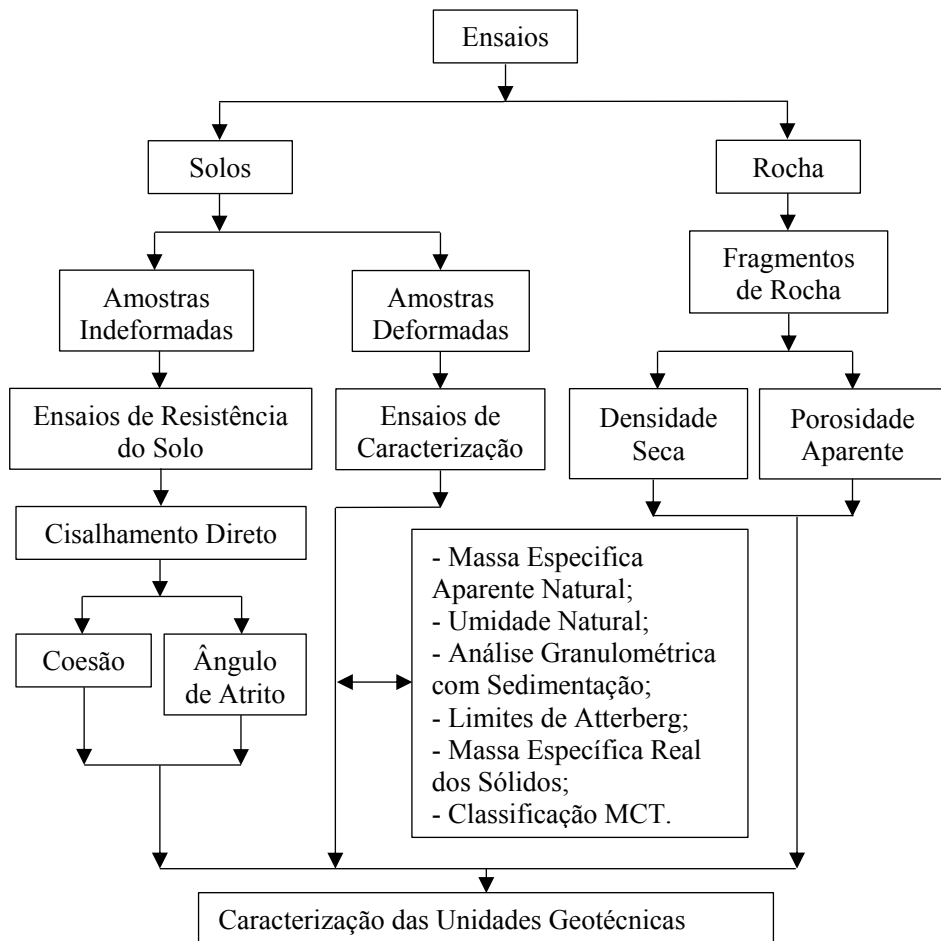 Ensaios
Solos
Rocha
Amostras
Indeformadas
Amostras
Deformadas
Fragmentos
de Rocha
Ensaios de Resistência
do Solo
Ensaios de
Caracterização
Densidade
Seca
Porosidade
Aparente
Cisalhamento Direto
- Massa Especifica
Aparente Natural;
- Umidade Natural;
- Análise Granulométrica
com Sedimentação;
- Limites de Atterberg;
- Massa Específica Real
dos Sólidos;
- Classificação MCT.
Coesão
Ângulo
de Atrito
Caracterização das Unidades Geotécnicas